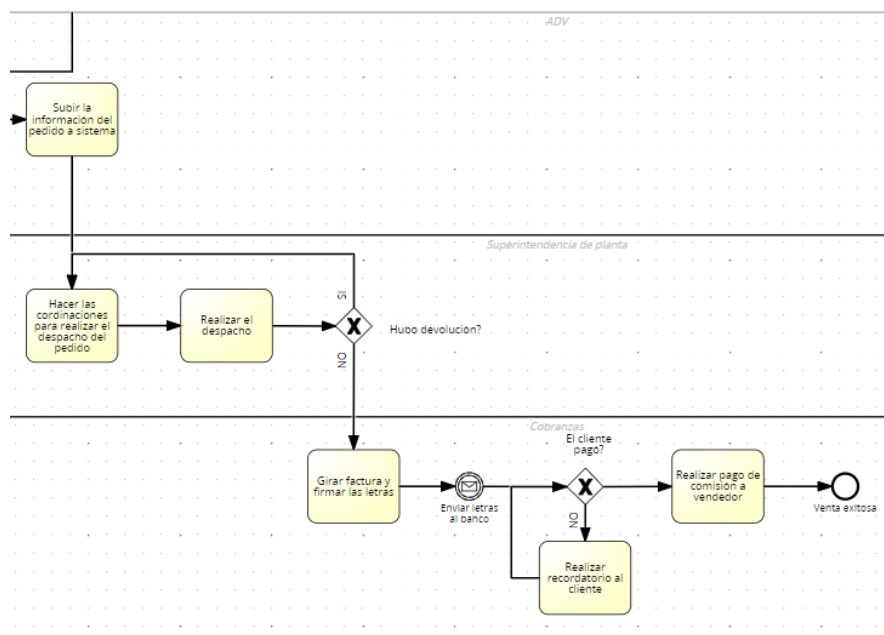 ADV
Subir la
información del
pedido a sistema
Superintendencia de planta
Hacer las
cordinaciones
para realizar el
despacho del
pedido
Realizar el
despacho
SI
Hubo devolución?
NO
Cobranzas
El cliente
pagó?
Girar factura y
firmar las letras
Enviar letras
al banco
Realizar pago de
comisión a
vendedor
Venta exitosa
NO
Realizar
recordatorio al
cliente